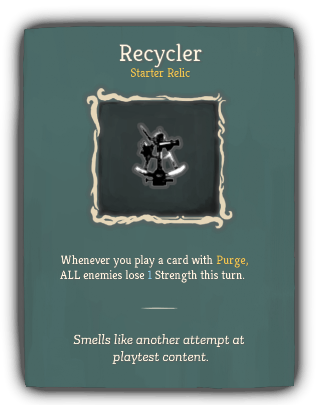 Recycler
Starter Relic
Whenever you play a card with Purge,
ALL enemies lose 1 Strength this turn.
Smells like another attempt at
playtest content.